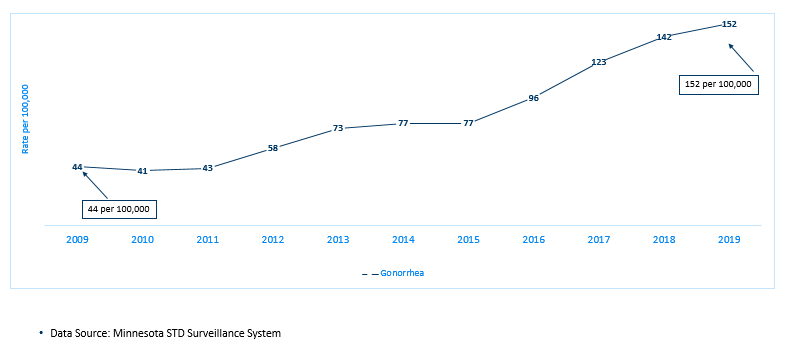 152
142
123
152 per 100,000
Rate per 100,000
96
77
77
73
58
44
41
43
44 per 100,000
2009 2010 2011 2012 2013 2014 2015 2016 2017 2018 2019
Gonorrhea
• Data Source: Minnesota STD Surveillance System